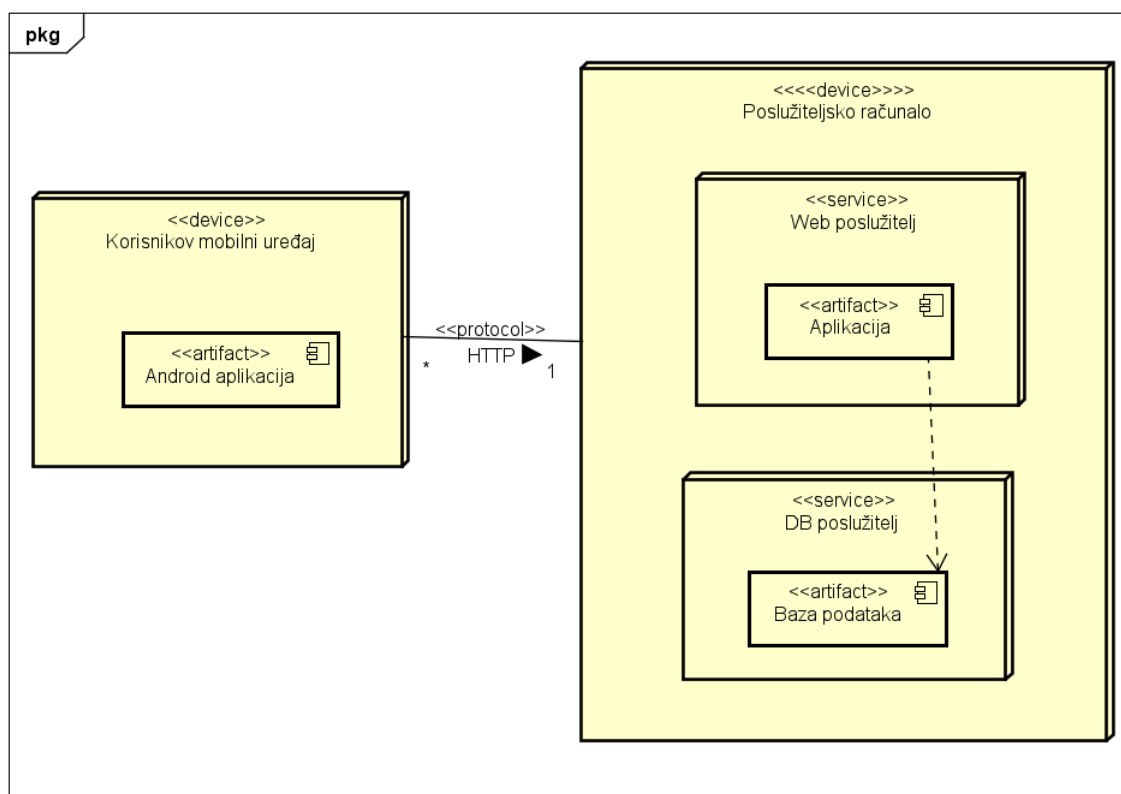 pkg
<<device>>
Korisnikov mobilni uređaj
<<artifact>>
Android aplikacija
<<protocol>>
HTTP
*
1
<<<<device>>>>
Poslužiteljsko računalo
<<service>>
Web poslužitelj
<<artifact>>
Aplikacija
<<service>>
DB poslužitelj
<<artifact>>
Baza podataka